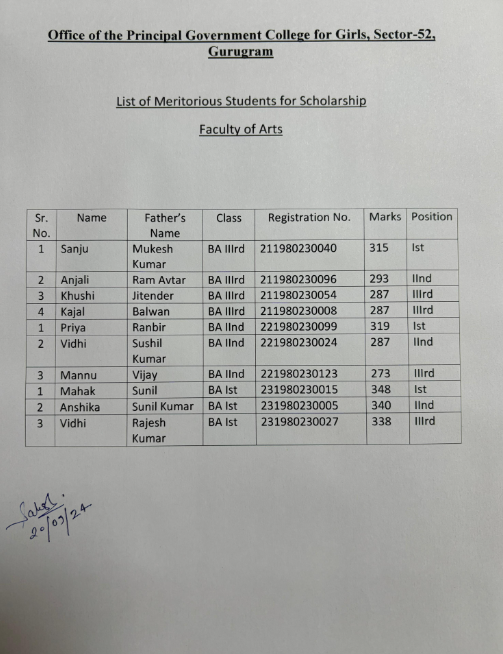 Office of the Principal Government College for Girls, Sector-52,
Gurugram
List of Meritorious Students for Scholarship
Faculty of Arts
Sr. No. Name Father's Name Class Registration No. Marks Position
1 Sanju Mukesh Kumar BA IIIrd 211980230040 315 Ist
2 Anjali Ram Avtar BA IIIrd 211980230096 293 IInd
3 Khushi Jitender BA IIIrd 211980230054 287 IIIrd
4 Kajal Balwan BA IIIrd 211980230008 287 IIIrd
1 Priya Ranbir BA IInd 221980230099 319 Ist
2 Vidhi Sushil Kumar BA IInd 221980230024 287 IInd
3 Mannu Vijay BA IInd 221980230123 273 IIIrd
1 Mahak Sunil BA Ist 231980230015 348 Ist
2 Anshika Sunil Kumar BA Ist 231980230005 340 IInd
3 Vidhi Rajesh Kumar BA Ist 231980230027 338 IIIrd
20/03/24